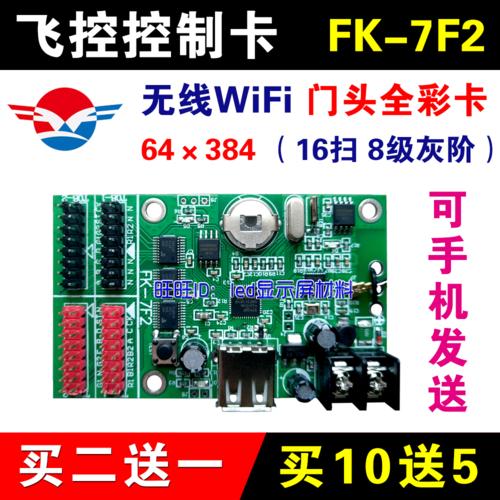 飞控控制卡 FK-7F2
无线WiFi 门头全彩卡
64×384（16扫 8级灰阶）
可手机发送
旺旺ID：led显示屏材料
FK-7F2
买二送一 买10送5